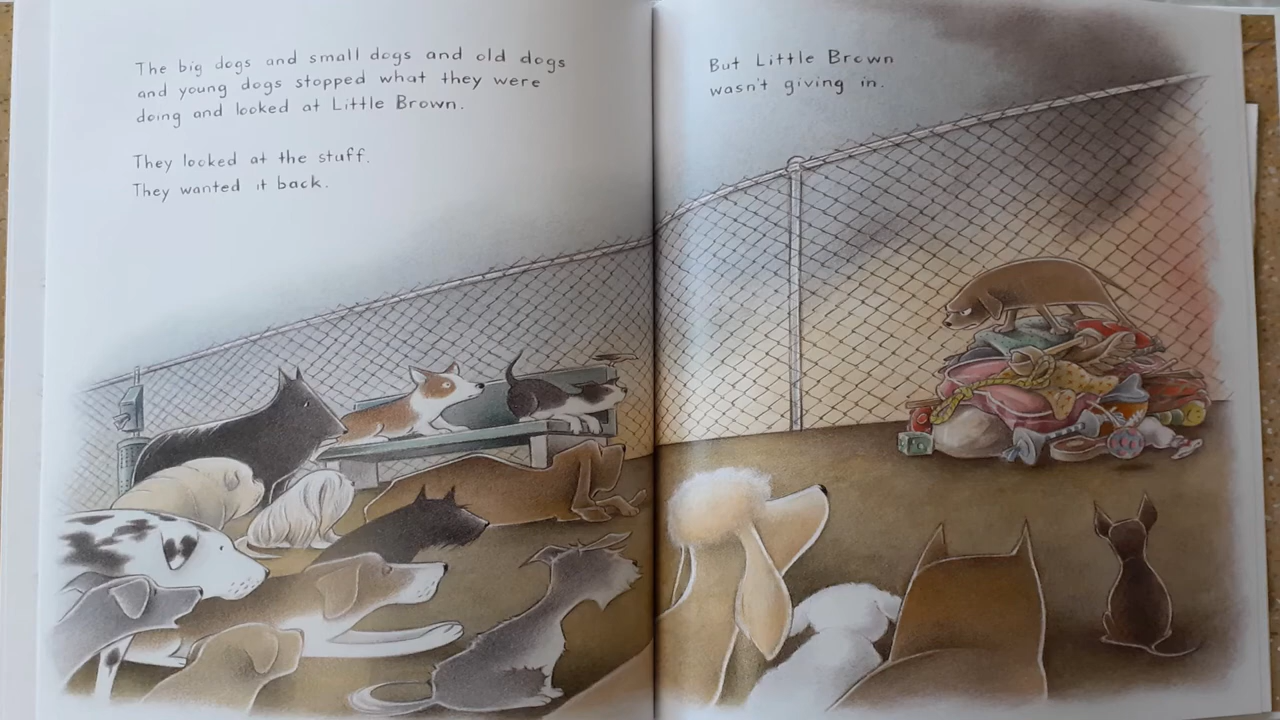 The big dogs and small dogs and old dogs
and young dogs stopped what they were
doing and looked at Little Brown.
They looked at the stuff.
They wanted it back.
But Little Brown
wasn't giving in.